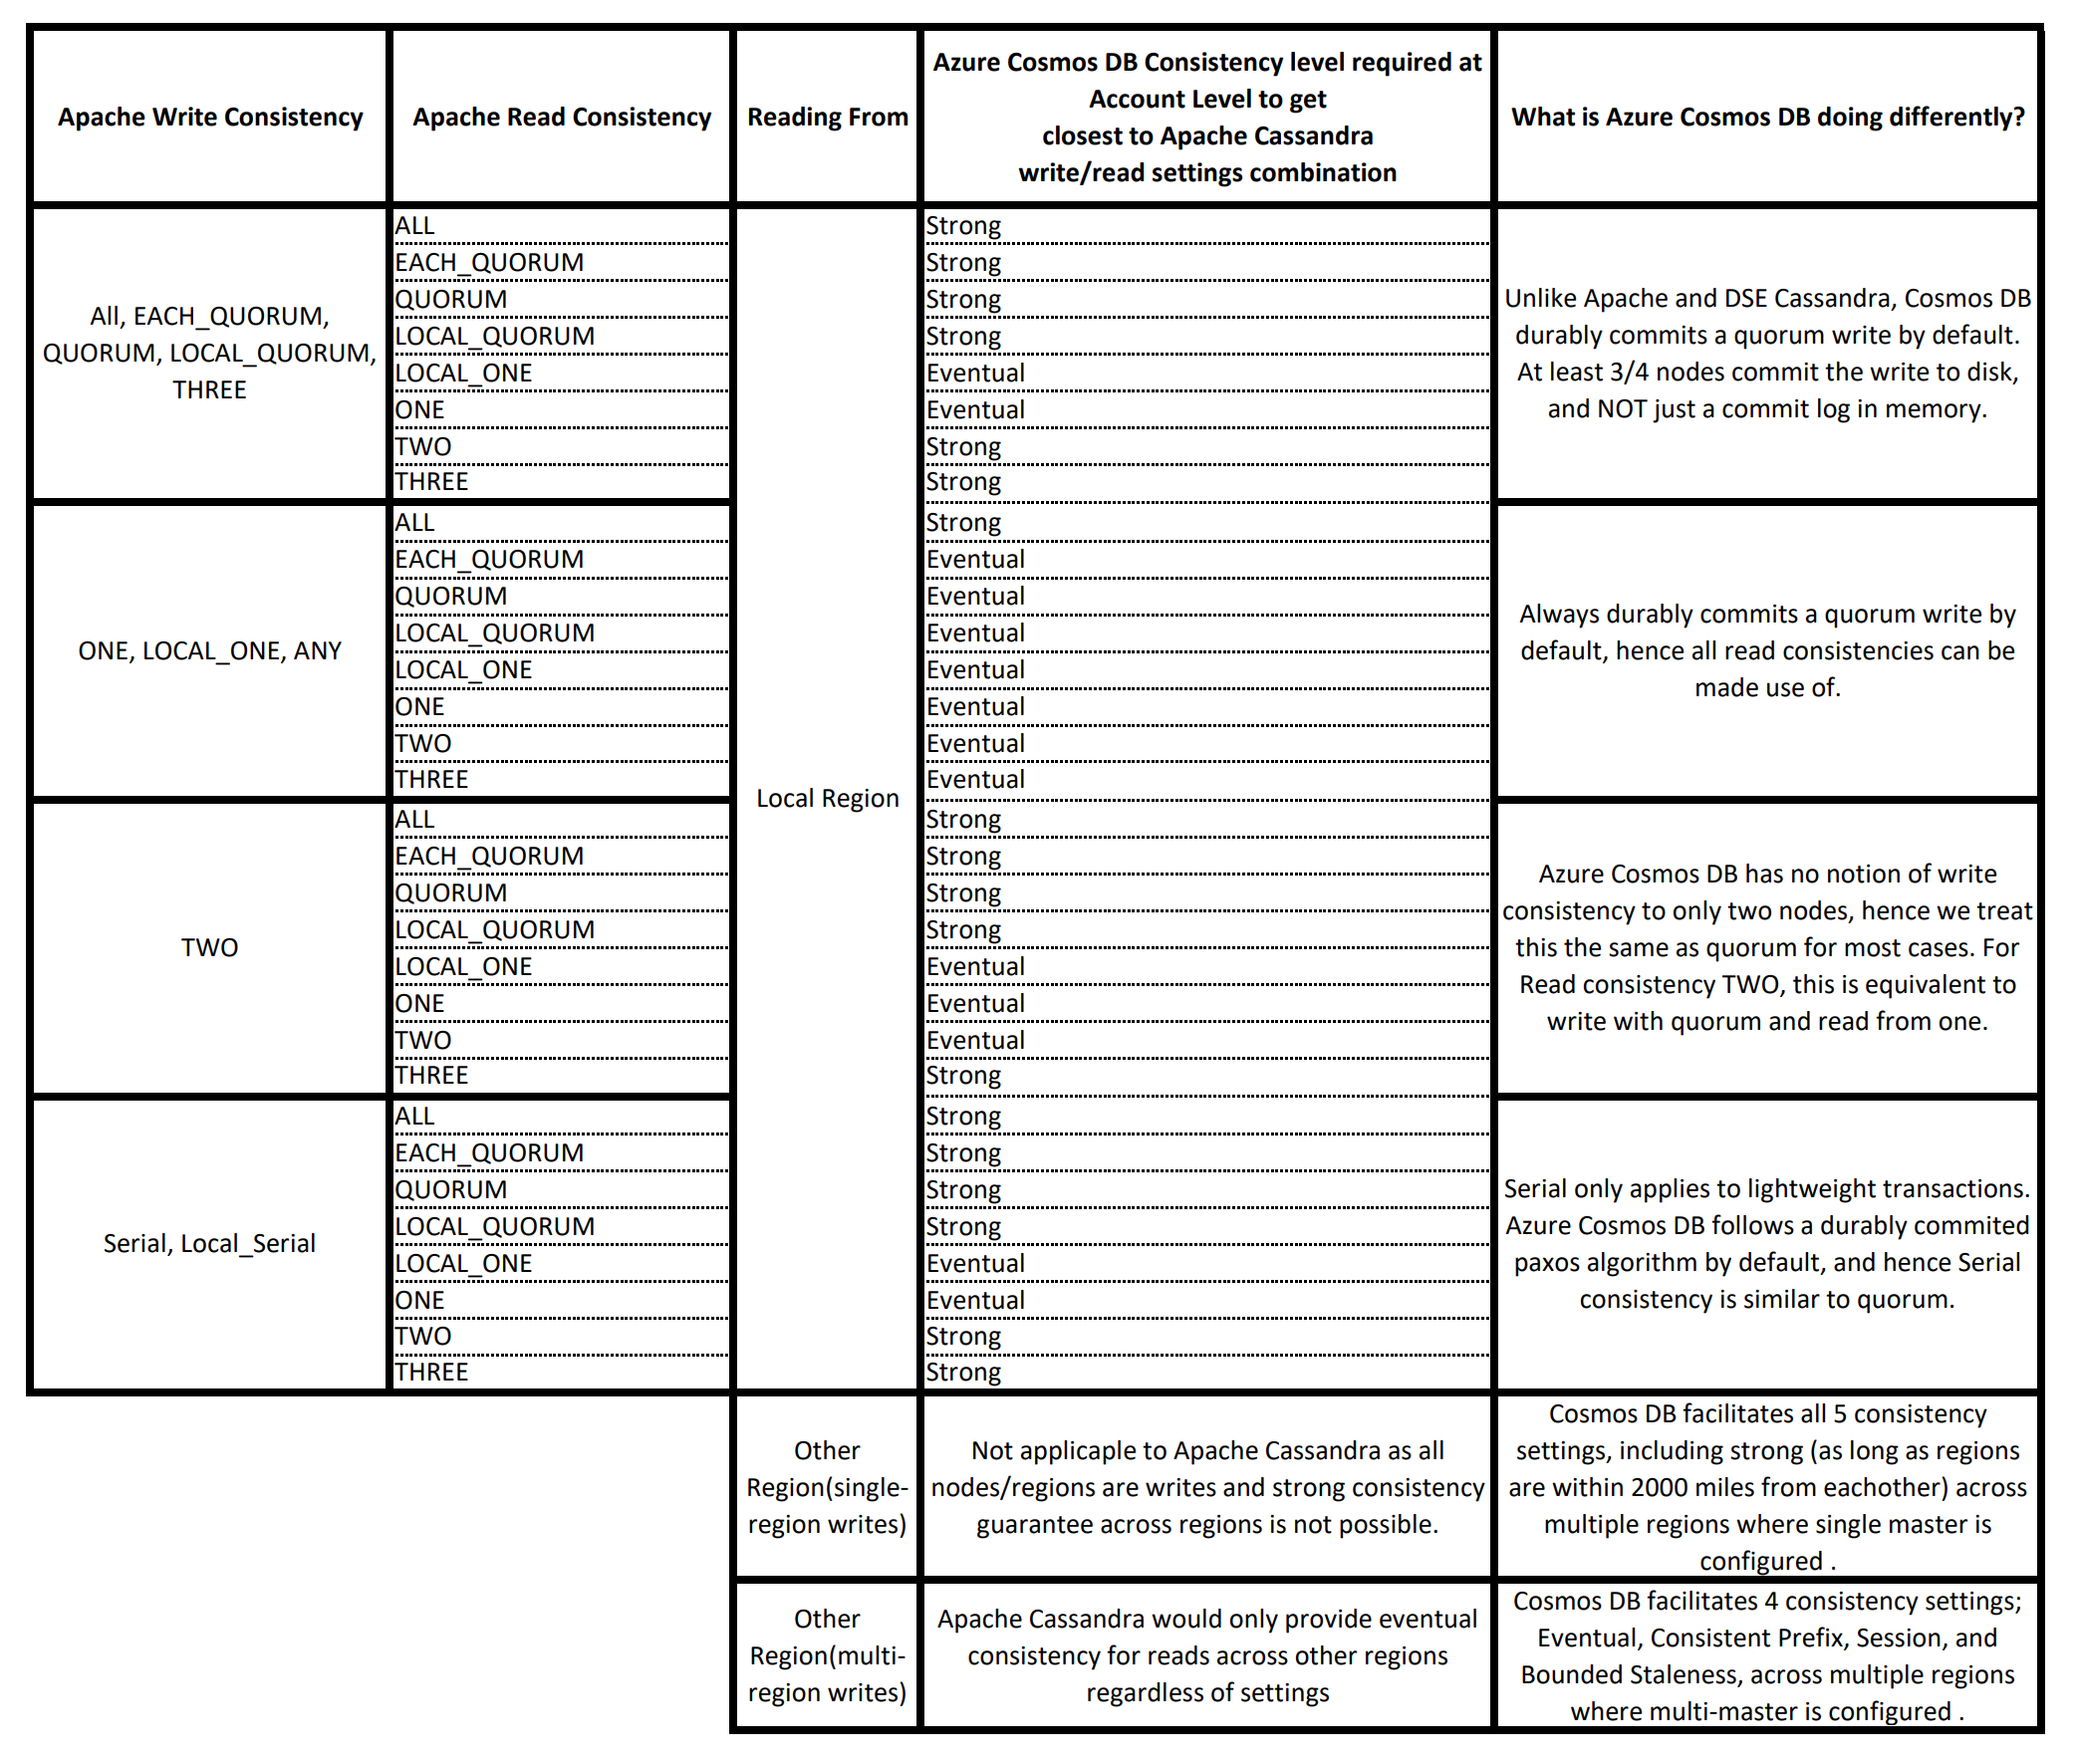 Apache Write Consistency
Apache Read Consistency
Reading From
Azure Cosmos DB Consistency level required at
Account Level to get
closest to Apache Cassandra
write/read settings combination
What is Azure Cosmos DB doing differently?
All, EACH_QUORUM,
QUORUM, LOCAL_QUORUM,
THREE
ALL
EACH_QUORUM
QUORUM
LOCAL_QUORUM
LOCAL_ONE
ONE
TWO
THREE
Local Region
Strong
Strong
Strong
Strong
Eventual
Eventual
Strong
Strong
Unlike Apache and DSE Cassandra, Cosmos DB
durably commits a quorum write by default.
At least 3/4 nodes commit the write to disk,
and NOT just a commit log in memory.
ONE, LOCAL_ONE, ANY
ALL
EACH_QUORUM
QUORUM
LOCAL_QUORUM
LOCAL_ONE
ONE
TWO
THREE
Strong
Eventual
Eventual
Eventual
Eventual
Eventual
Eventual
Eventual
Always durably commits a quorum write by
default, hence all read consistencies can be
made use of.
TWO
ALL
EACH_QUORUM
QUORUM
LOCAL_QUORUM
LOCAL_ONE
ONE
TWO
THREE
Strong
Strong
Strong
Strong
Eventual
Eventual
Eventual
Strong
Azure Cosmos DB has no notion of write
consistency to only two nodes, hence we treat
this the same as quorum for most cases. For
Read consistency TWO, this is equivalent to
write with quorum and read from one.
Serial, Local_Serial
ALL
EACH_QUORUM
QUORUM
LOCAL_QUORUM
LOCAL_ONE
ONE
TWO
THREE
Strong
Strong
Strong
Strong
Eventual
Eventual
Strong
Strong
Serial only applies to lightweight transactions.
Azure Cosmos DB follows a durably commited
paxos algorithm by default, and hence Serial
consistency is similar to quorum.
Other
Region(single-
region writes)
Not applicaple to Apache Cassandra as all
nodes/regions are writes and strong consistency
guarantee across regions is not possible.
Cosmos DB facilitates all 5 consistency
settings, including strong (as long as regions
are within 2000 miles from eachother) across
multiple regions where single master is
configured .
Other
Region(multi-
region writes)
Apache Cassandra would only provide eventual
consistency for reads across other regions
regardless of settings
Cosmos DB facilitates 4 consistency settings;
Eventual, Consistent Prefix, Session, and
Bounded Staleness, across multiple regions
where multi-master is configured .